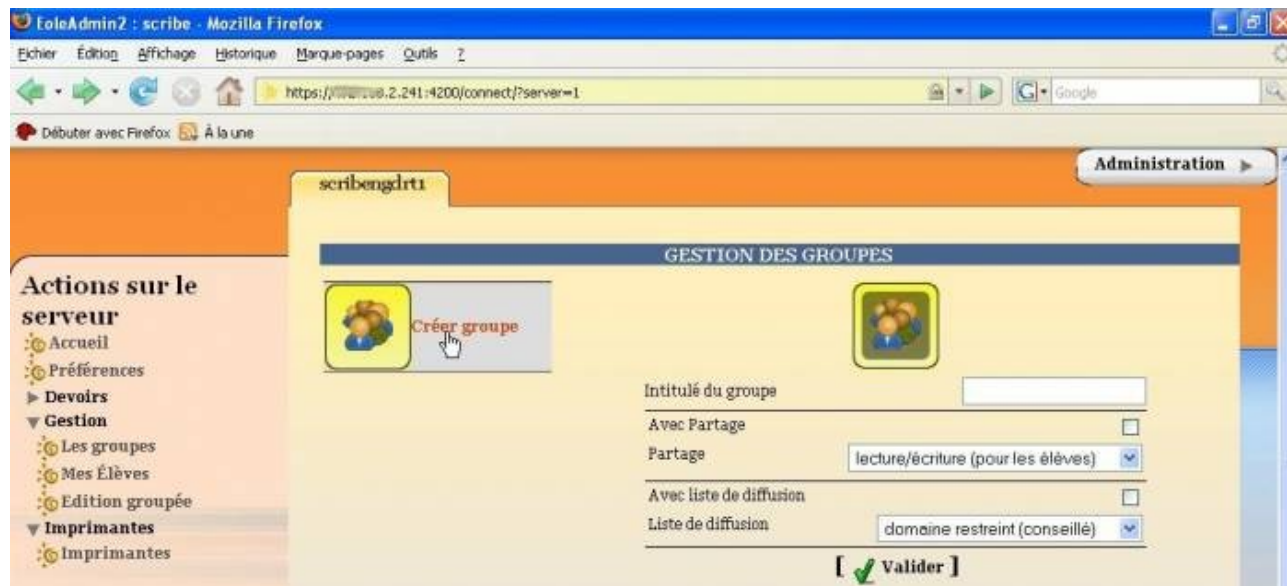 EoleAdmin2 : scribe - Mozilla Firefox
Fichier Édition Affichage Historique Marque-pages Outils ?
https:// .2.241:4200/connect/?server=1
Google
Débuter avec Firefox À la une
Administration
scribengdrt1
GESTION DES GROUPES
Actions sur le
serveur
Accueil
Préférences
Devoirs
Gestion
Les groupes
Mes Élèves
Edition groupée
Imprimantes
Imprimantes
Créer groupe
Intitulé du groupe
Avec Partage
Partage lecture/écriture (pour les élèves)
Avec liste de diffusion
Liste de diffusion domaine restreint (conseillé)
[ Valider ]